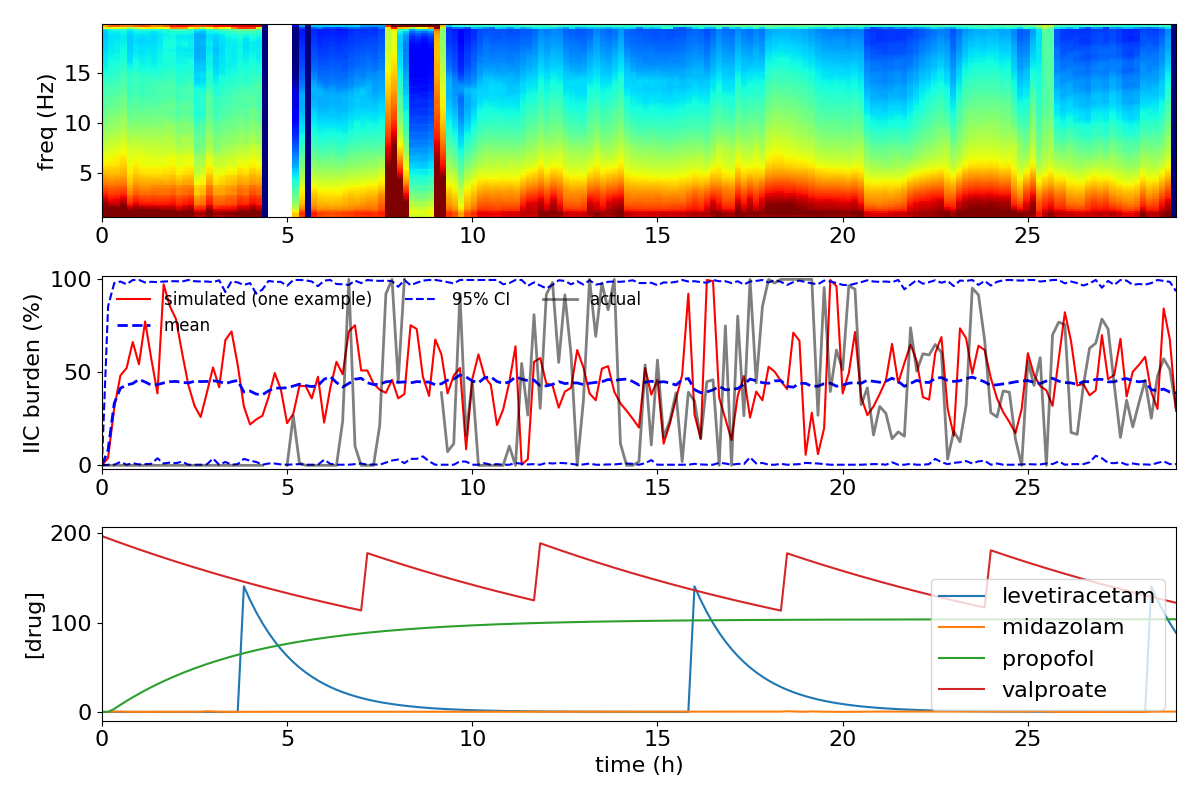 freq (Hz)
15
10
5
0 5 10 15 20 25
IIC burden (%)
100
50
0
simulated (one example)
mean
95% CI
actual
0 5 10 15 20 25
[drug]
200
100
0
levetiracetam
midazolam
propofol
valproate
0 5 10 15 20 25
time (h)